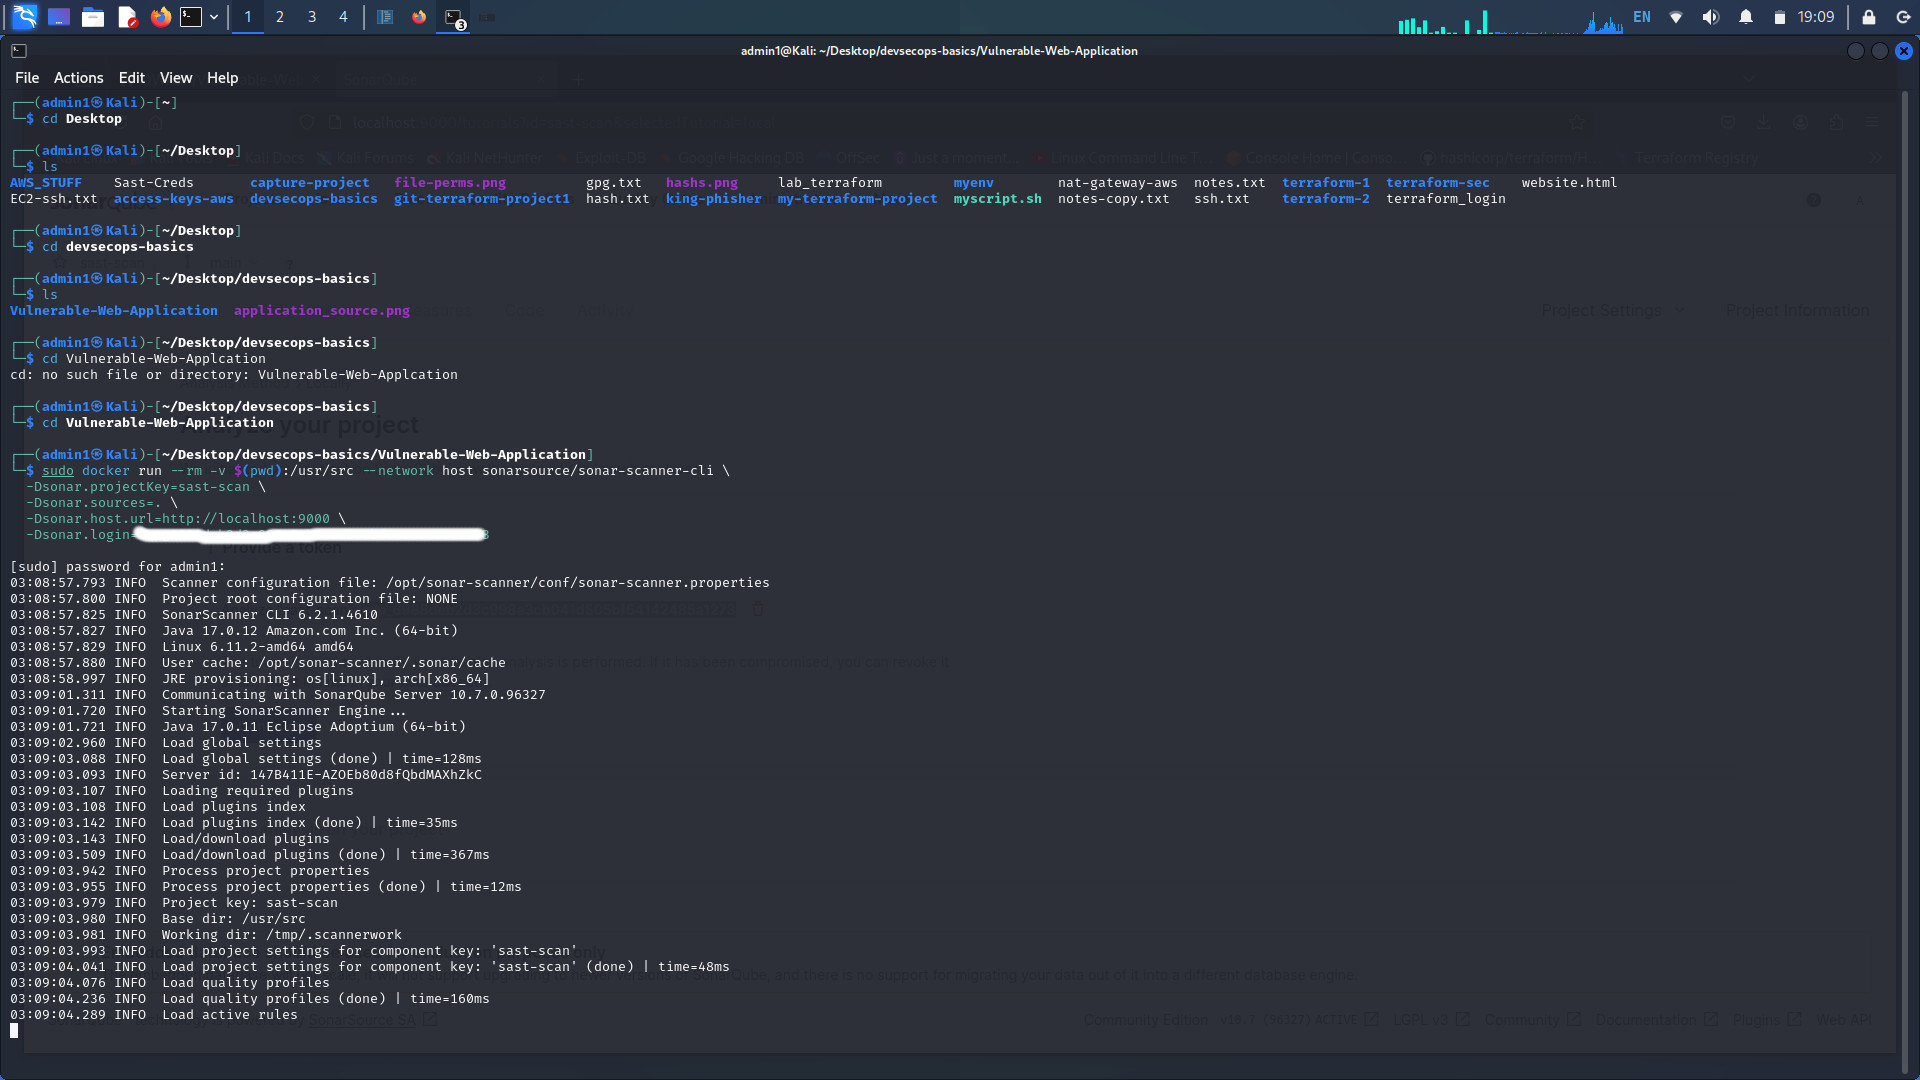 1 2 3 4 3 EN 19:09
admin1@Kali: ~/Desktop/devsecops-basics/Vulnerable-Web-Application
File Actions Edit View Help
┌──(admin1㉿Kali)-[~]
└─$ cd Desktop
┌──(admin1㉿Kali)-[~/Desktop]
└─$ ls
AWS_STUFF Sast-Creds capture-project file-perms.png gpg.txt hashs.png lab_terraform myenv nat-gateway-aws notes.txt terraform-1 terraform-sec website.html
EC2-ssh.txt access-keys-aws devsecops-basics git-terraform-project1 hash.txt king-phisher my-terraform-project myscript.sh notes-copy.txt ssh.txt terraform-2 terraform_login
┌──(admin1㉿Kali)-[~/Desktop]
└─$ cd devsecops-basics
┌──(admin1㉿Kali)-[~/Desktop/devsecops-basics]
└─$ ls
Vulnerable-Web-Application application_source.png
Project Settings Project Information
┌──(admin1㉿Kali)-[~/Desktop/devsecops-basics]
└─$ cd Vulnerable-Web-Applcation
cd: no such file or directory: Vulnerable-Web-Applcation
┌──(admin1㉿Kali)-[~/Desktop/devsecops-basics]
└─$ cd Vulnerable-Web-Application
your project
┌──(admin1㉿Kali)-[~/Desktop/devsecops-basics/Vulnerable-Web-Application]
└─$ sudo docker run --rm -v $(pwd):/usr/src --network host sonarsource/sonar-scanner-cli \
-Dsonar.projectKey=sast-scan \
-Dsonar.sources=. \
-Dsonar.host.url=http://localhost:9000 \
-Dsonar.login=
Provide a token
[sudo] password for admin1:
03:08:57.793 INFO Scanner configuration file: /opt/sonar-scanner/conf/sonar-scanner.properties
03:08:57.800 INFO Project root configuration file: NONE
03:08:57.825 INFO SonarScanner CLI 6.2.1.4610
03:08:57.827 INFO Java 17.0.12 Amazon.com Inc. (64-bit)
03:08:57.829 INFO Linux 6.11.2-amd64 amd64
03:08:57.880 INFO User cache: /opt/sonar-scanner/.sonar/cache
03:08:58.997 INFO JRE provisioning: os[linux], arch[x86_64]
03:09:01.311 INFO Communicating with SonarQube Server 10.7.0.96327
03:09:01.720 INFO Starting SonarScanner Engine...
03:09:01.721 INFO Java 17.0.11 Eclipse Adoptium (64-bit)
03:09:02.960 INFO Load global settings
03:09:03.088 INFO Load global settings (done) | time=128ms
03:09:03.093 INFO Server id: 147B411E-AZOEb80d8fQbdMAXhZkC
03:09:03.107 INFO Loading required plugins
03:09:03.108 INFO Load plugins index
03:09:03.142 INFO Load plugins index (done) | time=35ms
03:09:03.143 INFO Load/download plugins
03:09:03.509 INFO Load/download plugins (done) | time=367ms
03:09:03.942 INFO Process project properties
03:09:03.955 INFO Process project properties (done) | time=12ms
03:09:03.979 INFO Project key: sast-scan
03:09:03.980 INFO Base dir: /usr/src
03:09:03.981 INFO Working dir: /tmp/.scannerwork
03:09:03.993 INFO Load project settings for component key: 'sast-scan'
03:09:04.041 INFO Load project settings for component key: 'sast-scan' (done) | time=48ms
03:09:04.076 INFO Load quality profiles
03:09:04.236 INFO Load quality profiles (done) | time=160ms
03:09:04.289 INFO Load active rules
SonarSource SA Community Edition v10.7 (96327) ACTIVE LGPL v3 Community Documentation Plugins Web API